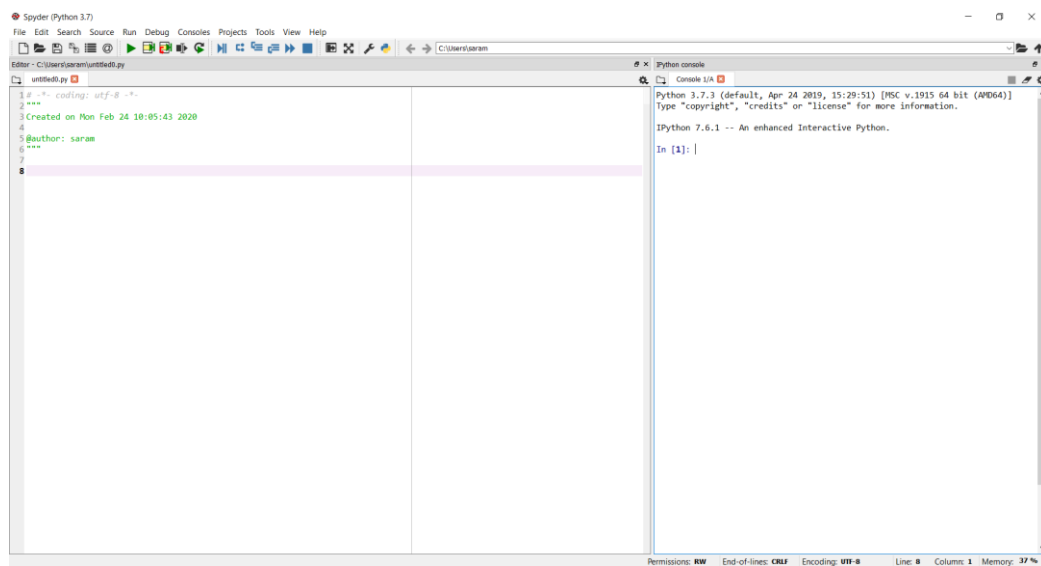 Spyder (Python 3.7)
File Edit Search Source Run Debug Consoles Projects Tools View Help
C:\Users\saram
Editor - C:\Users\saram\untitled0.py
IPython console
untitled0.py
Console 1/A
1 # -*- coding: utf-8 -*-
2 """
3 Created on Mon Feb 24 10:05:43 2020
4
5 @author: saram
6 """
7
8
Python 3.7.3 (default, Apr 24 2019, 15:29:51) [MSC v.1915 64 bit (AMD64)]
Type "copyright", "credits" or "license" for more information.
IPython 7.6.1 -- An enhanced Interactive Python.
In [1]:
Permissions: RW End-of-lines: CRLF Encoding: UTF-8 Line: 8 Column: 1 Memory: 37 %